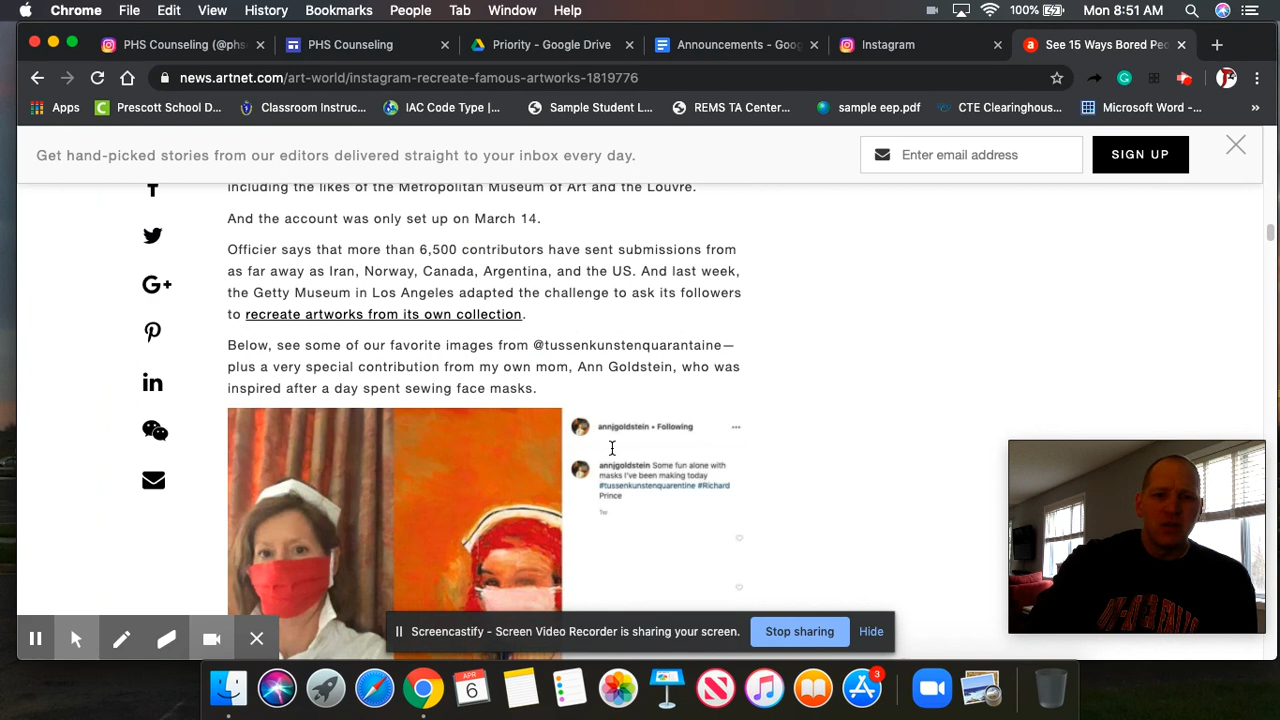 Chrome File Edit View History Bookmarks People Tab Window Help 100% Mon 8:51 AM
PHS Counseling (@phs PHS Counseling Priority - Google Drive Announcements - Goog Instagram See 15 Ways Bored Peo
news.artnet.com/art-world/instagram-recreate-famous-artworks-1819776
Apps Prescott School D... Classroom Instruc... IAC Code Type |... Sample Student L... REMS TA Center... sample eep.pdf CTE Clearinghous... Microsoft Word -... »
Get hand-picked stories from our editors delivered straight to your inbox every day. Enter email address SIGN UP
including the likes of the Metropolitan Museum of Art and the Louvre.
And the account was only set up on March 14.
Officier says that more than 6,500 contributors have sent submissions from
as far away as Iran, Norway, Canada, Argentina, and the US. And last week,
the Getty Museum in Los Angeles adapted the challenge to ask its followers
to recreate artworks from its own collection.
Below, see some of our favorite images from @tussenkunstenquarantaine—
plus a very special contribution from my own mom, Ann Goldstein, who was
inspired after a day spent sewing face masks.
annjgoldstein • Following
annjgoldstein Some fun alone with
masks I've been making today
#tussenkunstenquarentine #Richard
Prince
1w
Screencastify - Screen Video Recorder is sharing your screen. Stop sharing Hide
APR
6
3